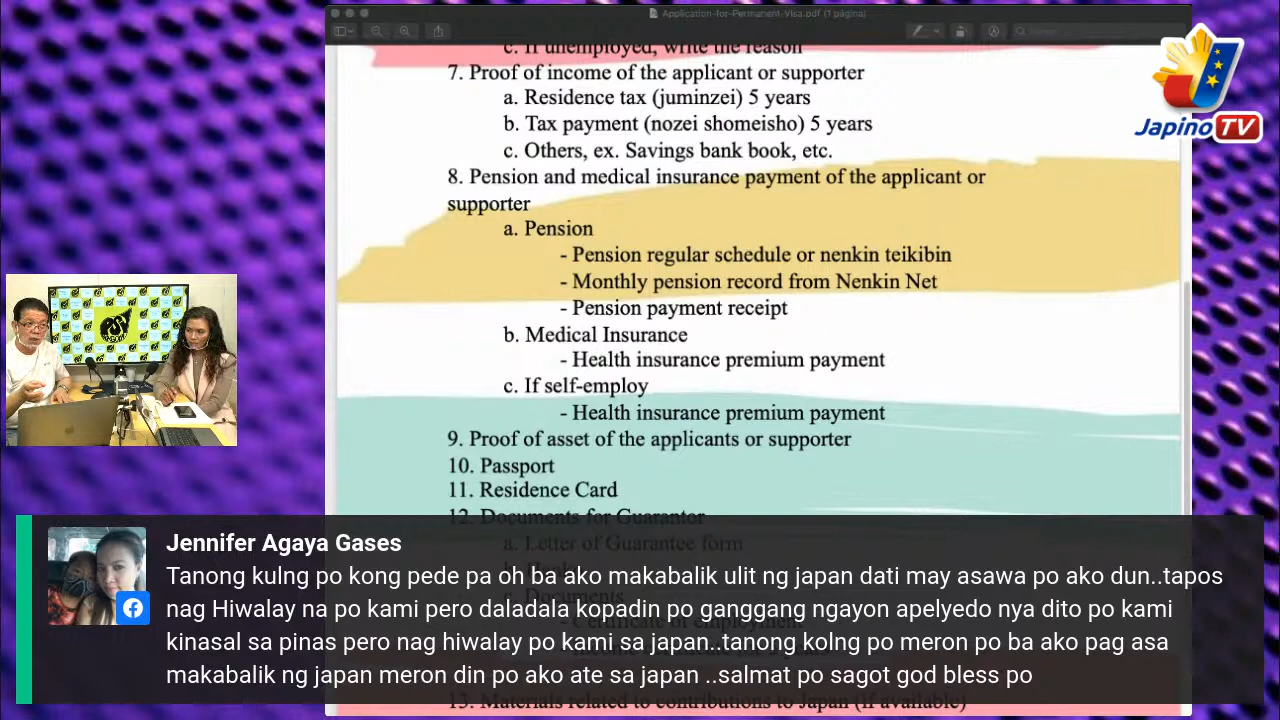 Application-for-Permanent-Visa.pdf (1 página)
c. If unemployed, write the reason
7. Proof of income of the applicant or supporter
a. Residence tax (juminzei) 5 years
b. Tax payment (nozei shomeisho) 5 years
c. Others, ex. Savings bank book, etc.
8. Pension and medical insurance payment of the applicant or
supporter
a. Pension
- Pension regular schedule or nenkin teikibin
- Monthly pension record from Nenkin Net
- Pension payment receipt
b. Medical Insurance
- Health insurance premium payment
c. If self-employ
- Health insurance premium payment
9. Proof of asset of the applicants or supporter
10. Passport
11. Residence Card
12. Documents for Guarantor
a. Letter of Guarantee form
c. Documents
- Certificate of employment
13. Materials related to contributions to Japan (if available)
Japino TV
Jennifer Agaya Gases
Tanong kulng po kong pede pa oh ba ako makabalik ulit ng japan dati may asawa po ako dun..tapos
nag Hiwalay na po kami pero daladala kopadin po ganggang ngayon apelyedo nya dito po kami
kinasal sa pinas pero nag hiwalay po kami sa japan..tanong kolng po meron po ba ako pag asa
makabalik ng japan meron din po ako ate sa japan ..salmat po sagot god bless po